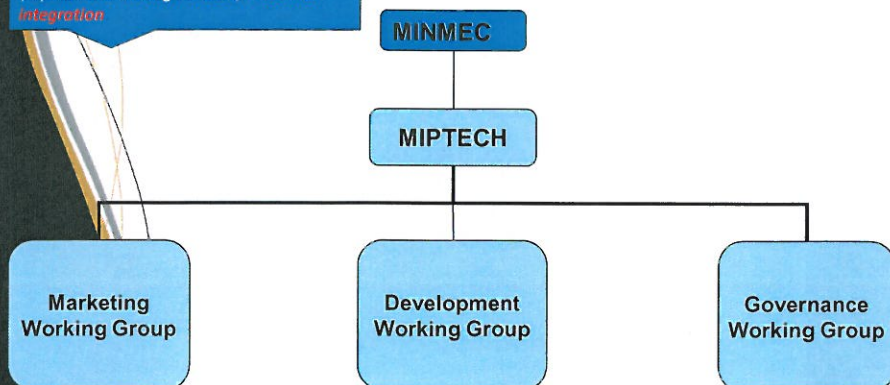 integration
MINMEC
MIPTECH
Marketing
Working Group
Development
Working Group
Governance
Working Group